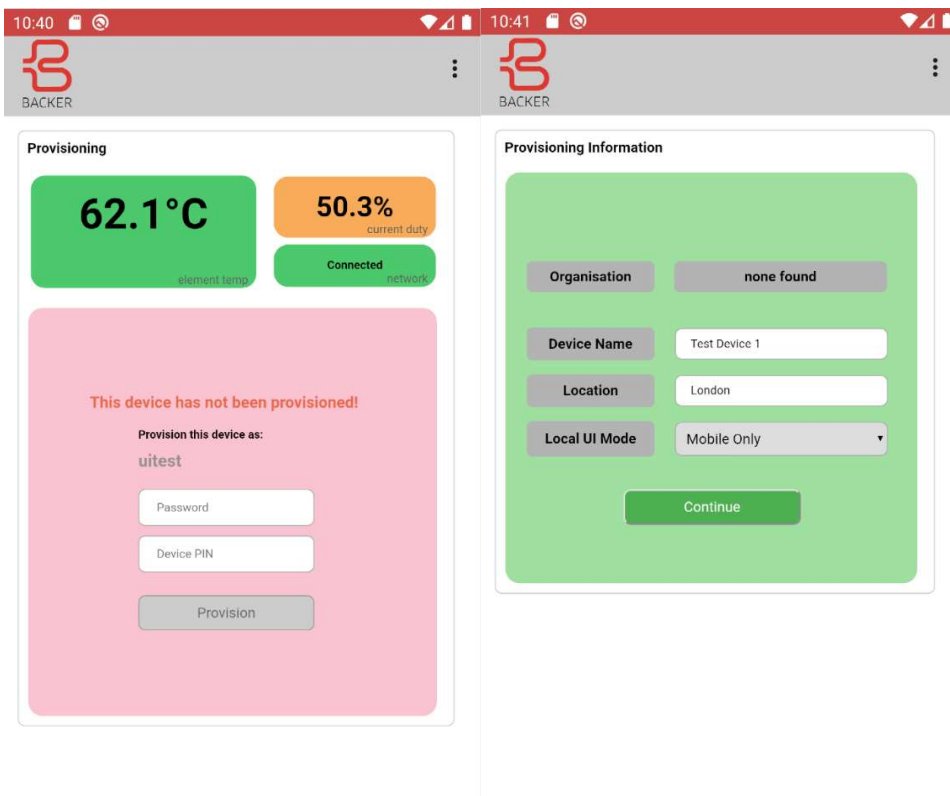 10:40
BACKER
Provisioning
62.1°C
element temp
50.3%
current duty
Connected
network
This device has not been provisioned!
Provision this device as:
uitest
Password
Device PIN
Provision
10:41
BACKER
Provisioning Information
Organisation none found
Device Name Test Device 1
Location London
Local UI Mode Mobile Only
Continue